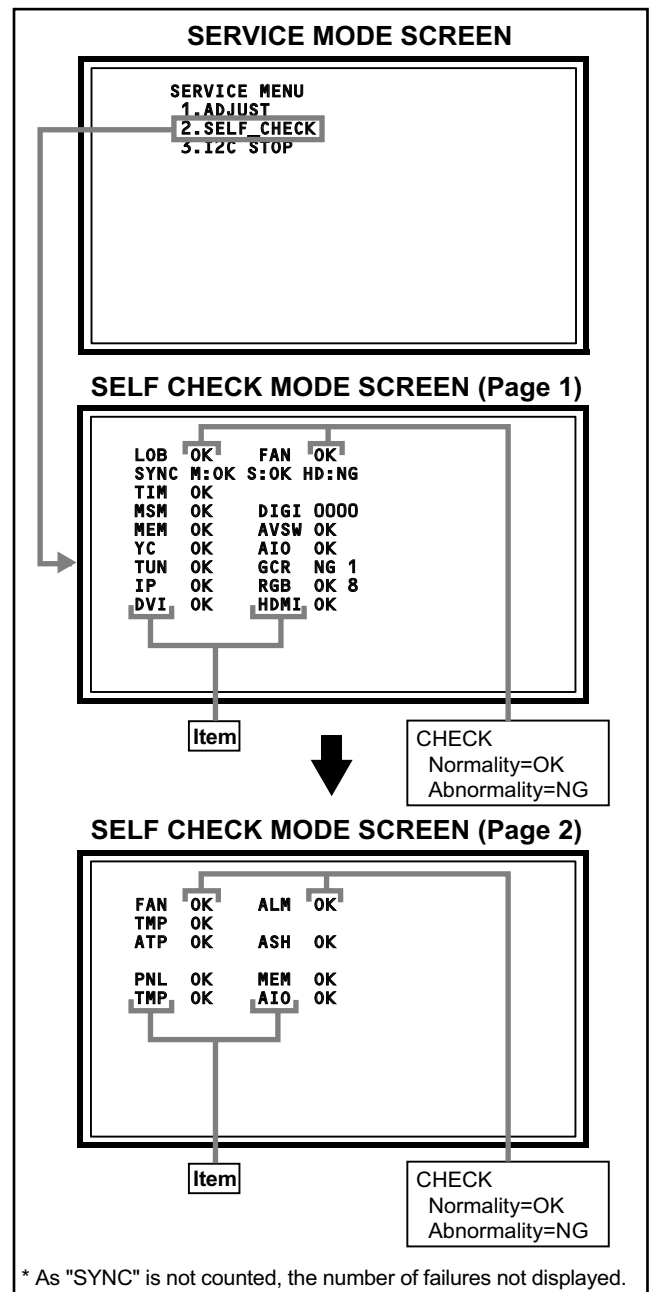 SERVICE MODE SCREEN
SERVICE MENU
1.ADJUST
2.SELF_CHECK
3.I2C STOP
SELF CHECK MODE SCREEN (Page 1)
LOB OK FAN OK
SYNC M:OK S:OK HD:NG
TIM OK
MSM OK DIGI 0000
MEM OK AVSW OK
YC OK AIO OK
TUN OK GCR NG 1
IP OK RGB OK 8
DVI OK HDMI OK
Item
CHECK
Normality=OK
Abnormality=NG
SELF CHECK MODE SCREEN (Page 2)
FAN OK ALM OK
TMP OK
ATP OK ASH OK
PNL OK MEM OK
TMP OK AIO OK
Item
CHECK
Normality=OK
Abnormality=NG
* As "SYNC" is not counted, the number of failures not displayed.